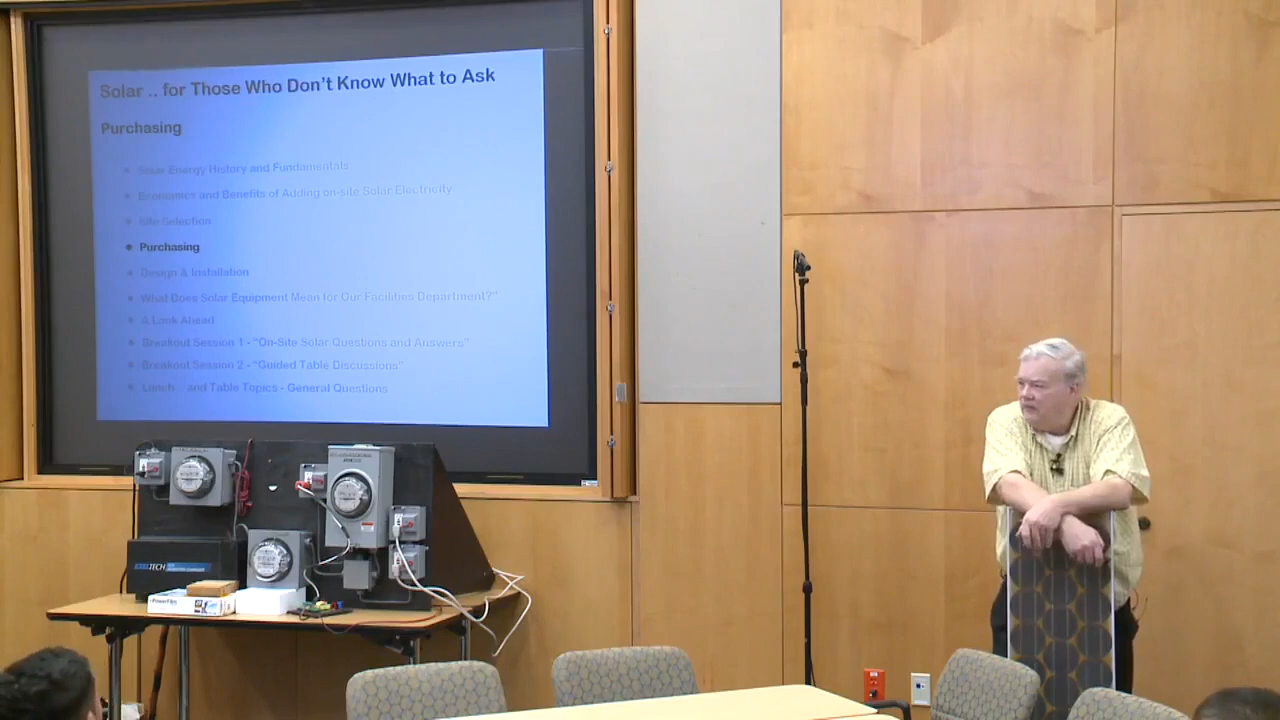 Solar .. for Those Who Don't Know What to Ask
Purchasing
Solar Energy History and Fundamentals
Economics and Benefits of Adding on-site Solar Electricity
Site Selection
Purchasing
Design & Installation
What Does Solar Equipment Mean for Our Facilities Department?"
A Look Ahead
Breakout Session 1 - "On-Site Solar Questions and Answers"
Breakout Session 2 - "Guided Table Discussions"
Lunch... and Table Topics - General Questions